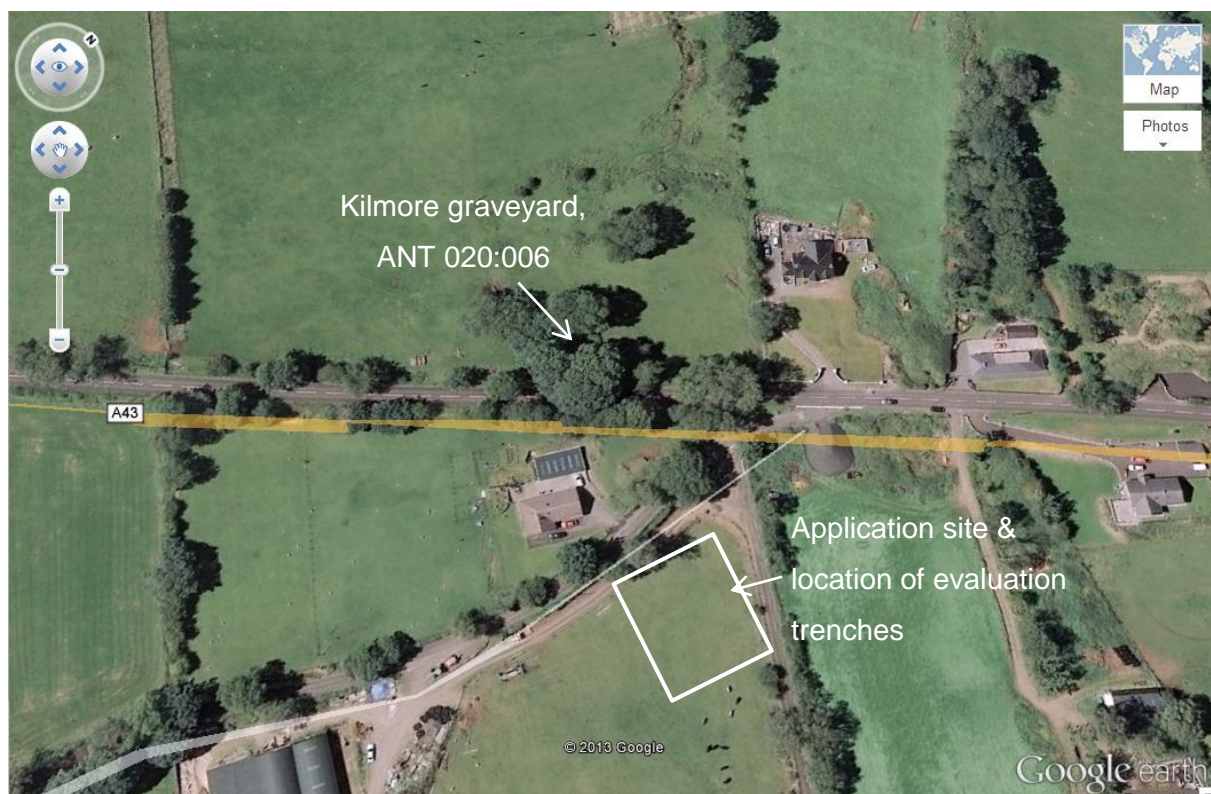 N
Map
Photos
+
−
Kilmore graveyard,
ANT 020:006
A43
Application site &
location of evaluation
trenches
© 2013 Google
Google earth